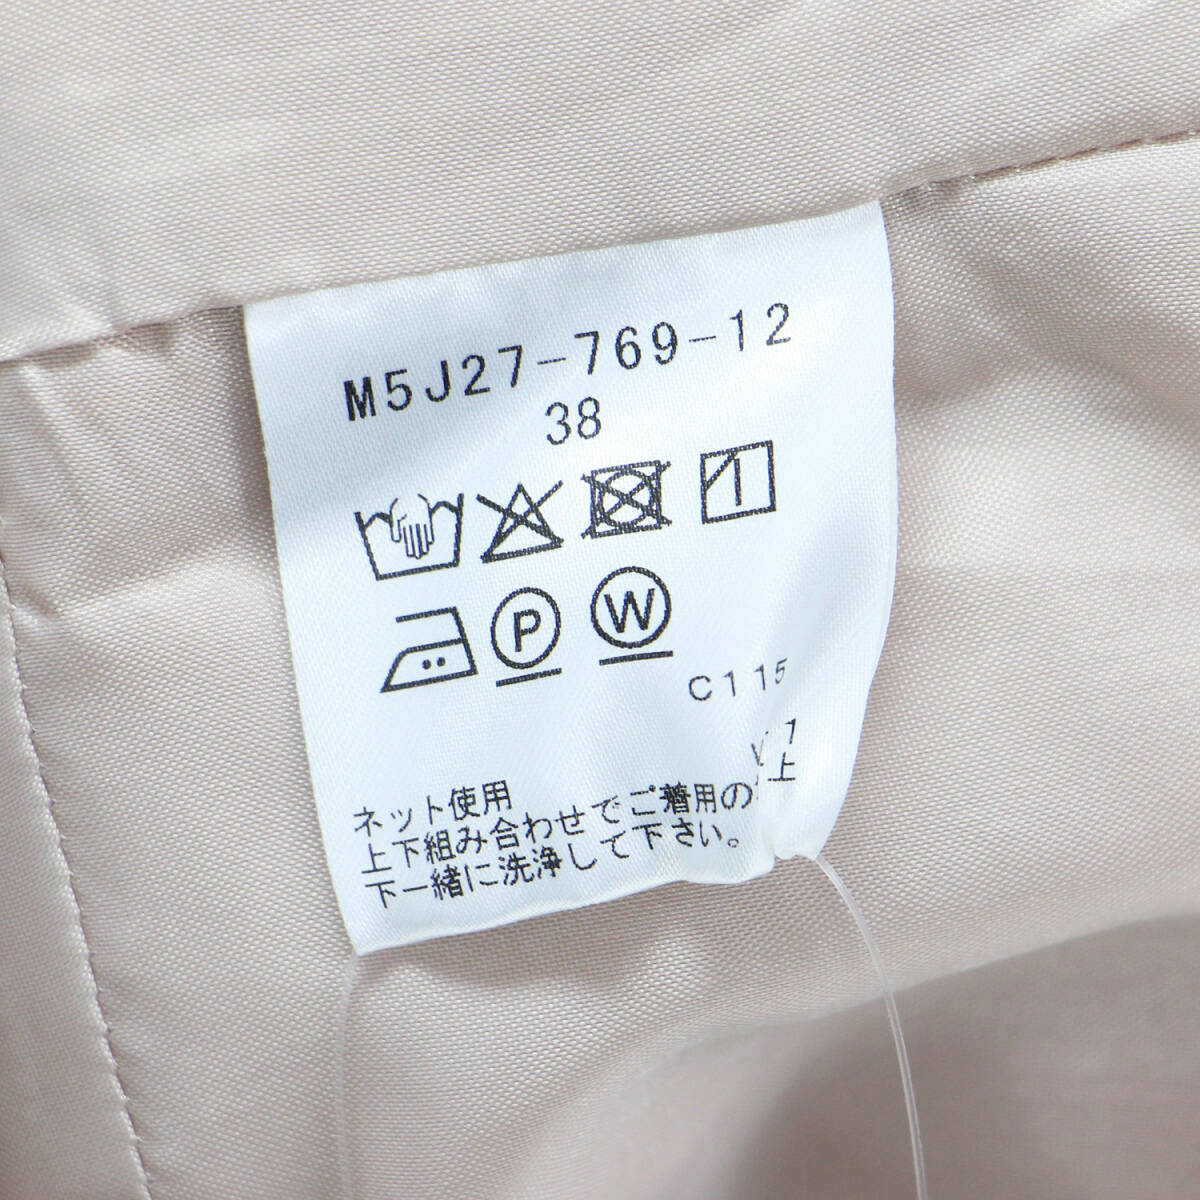 M5J27-769-12
38
P W
C115
ネット使用
上下組み合わせでご着用の 上
下一緒に洗浄して下さい。